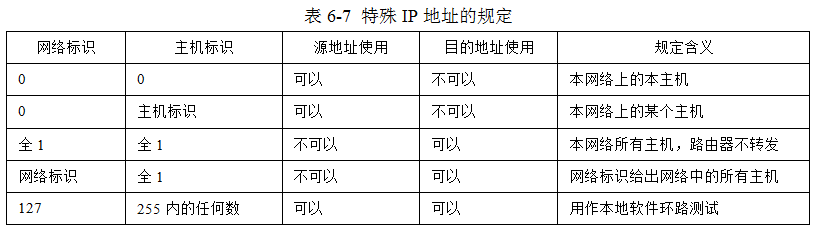 表 6-7 特殊 IP 地址的规定
网络标识 主机标识 源地址使用 目的地址使用 规定含义
0 0 可以 不可以 本网络上的本主机
0 主机标识 可以 不可以 本网络上的某个主机
全 1 全 1 不可以 可以 本网络所有主机，路由器不转发
网络标识 全 1 不可以 可以 网络标识给出网络中的所有主机
127 255 内的任何数 可以 可以 用作本地软件环路测试